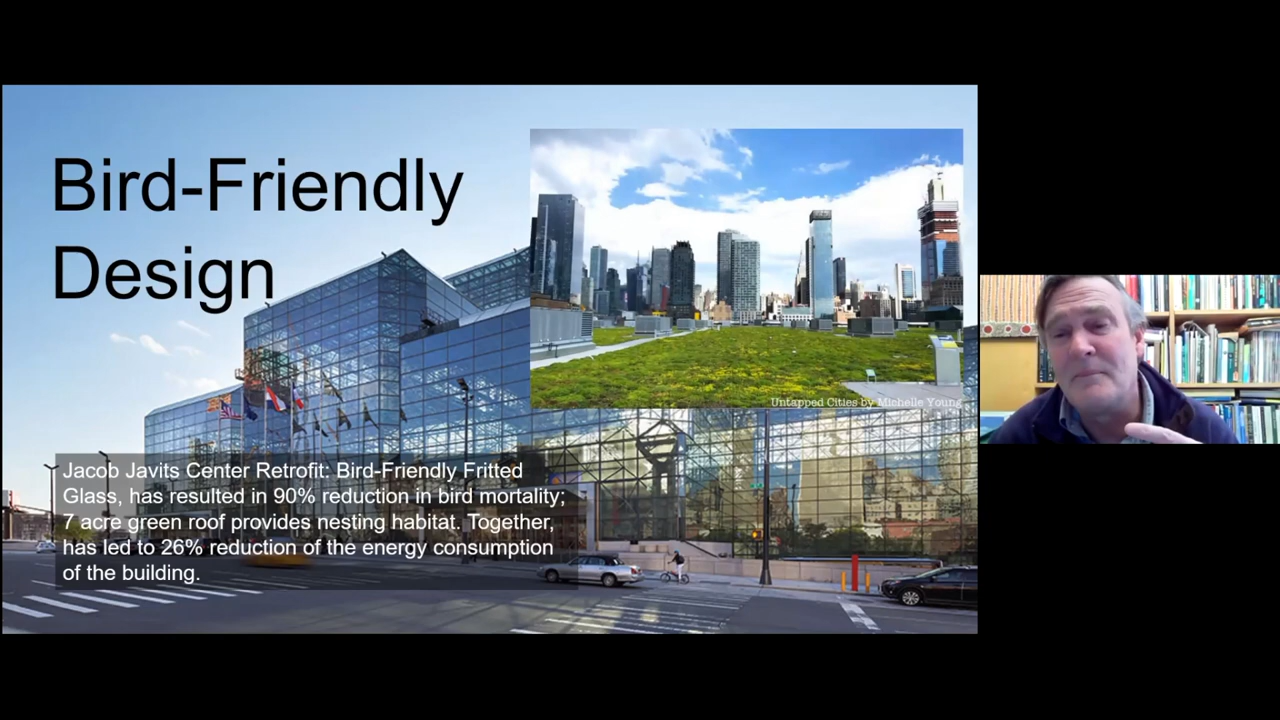 Bird-Friendly
Design
Untapped Cities by Michelle Young
Jacob Javits Center Retrofit: Bird-Friendly Fritted
Glass, has resulted in 90% reduction in bird mortality;
7 acre green roof provides nesting habitat. Together,
has led to 26% reduction of the energy consumption
of the building.